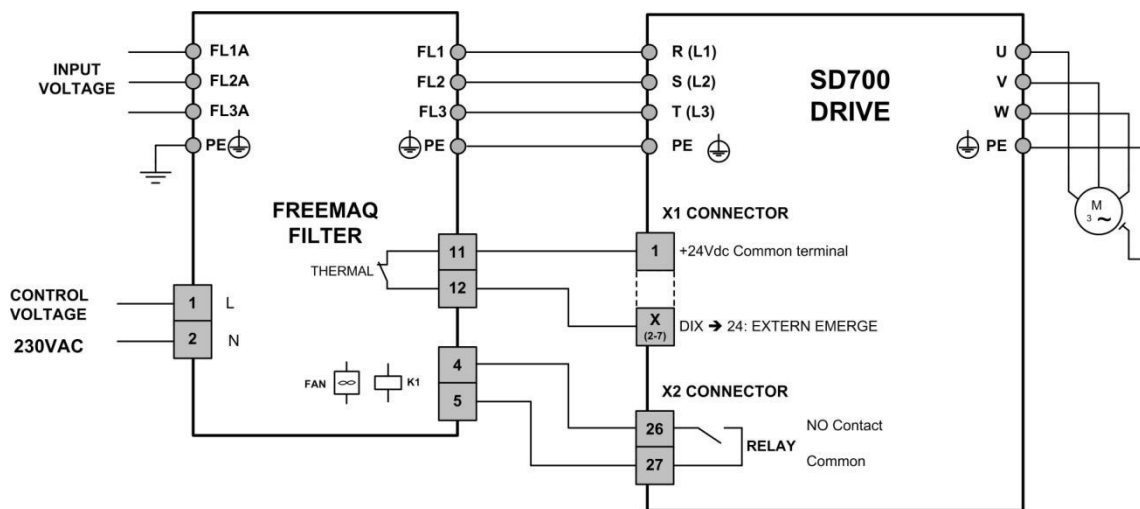 INPUT
VOLTAGE
FL1A
FL2A
FL3A
PE
FL1
FL2
FL3
PE
FREEMAQ
FILTER
THERMAL
11
12
CONTROL
VOLTAGE
230VAC
1 L
2 N
FAN
K1
4
5
R (L1)
S (L2)
T (L3)
PE
SD700
DRIVE
U
V
W
PE
M
3 ~
X1 CONNECTOR
1 +24Vdc Common terminal
X
(2-7)
DIX ➔ 24: EXTERN EMERGE
X2 CONNECTOR
26
27
NO Contact
RELAY
Common